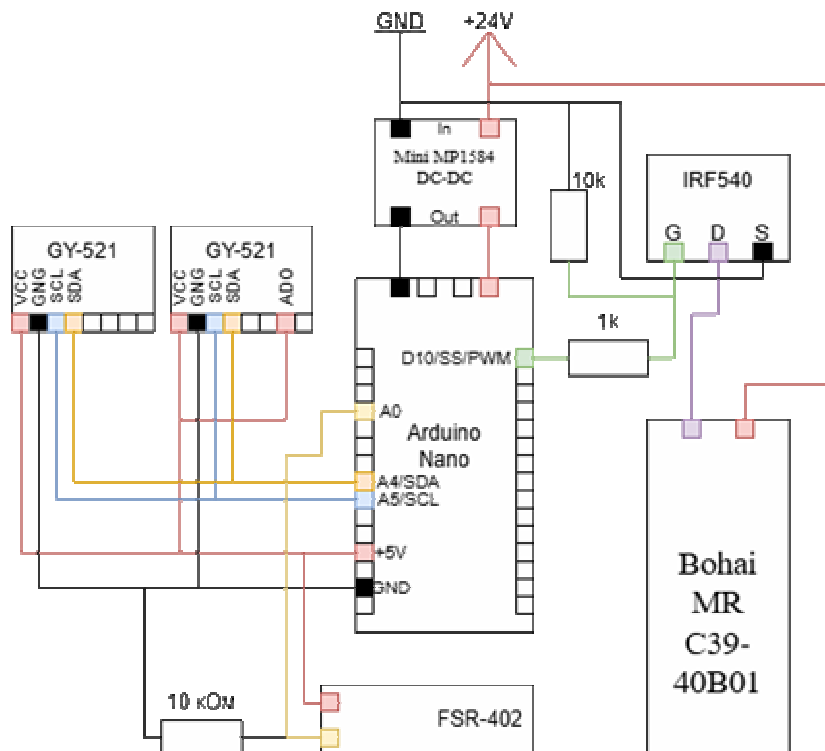 GND +24V
In
Mini MP1584
DC-DC
Out
10k
IRF540
G D S
GY-521
VCC
GNG
SCL
SDA
GY-521
VCC
GNG
SCL
SDA
ADO
1k
D10/SS/PWM
A0
Arduino
Nano
A4/SDA
A5/SCL
+5V
GND
Bohai
MR
C39-
40B01
10 кОм
FSR-402